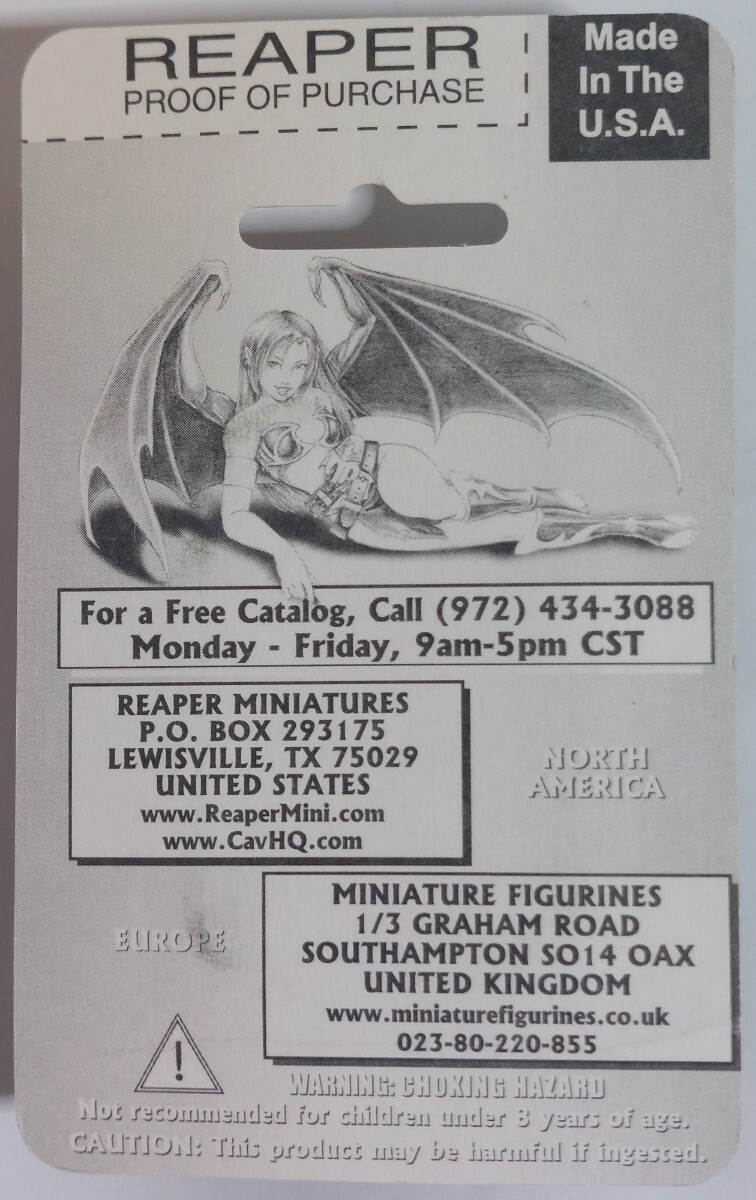 REAPER
PROOF OF PURCHASE
Made
In The
U.S.A.
For a Free Catalog, Call (972) 434-3088
Monday - Friday, 9am-5pm CST
REAPER MINIATURES
P.O. BOX 293175
LEWISVILLE, TX 75029
UNITED STATES
www.ReaperMini.com
www.CavHQ.com
NORTH
AMERICA
MINIATURE FIGURINES
1/3 GRAHAM ROAD
SOUTHAMPTON SO14 OAX
UNITED KINGDOM
www.miniaturefigurines.co.uk
023-80-220-855
EUROPE
!
WARNING: CHOKING HAZARD
Not recommended for children under 8 years of age.
CAUTION: This product may be harmful if ingested.